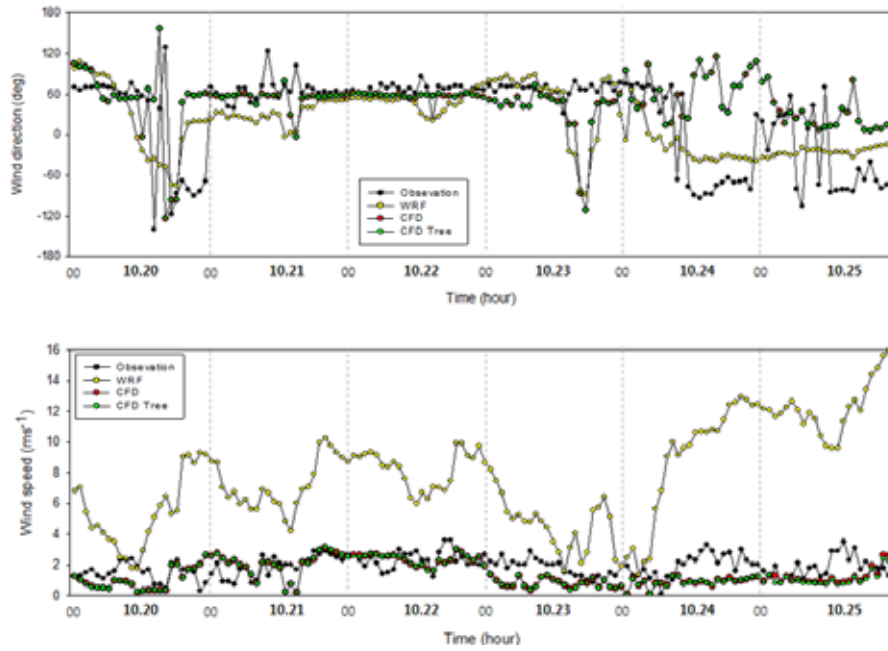 180
120
60
0
-60
-120
-180
Wind direction (deg)
Obsevation
WRF
CFD
CFD Tree
00 10.20 00 10.21 00 10.22 00 10.23 00 10.24 00 10.25
Time (hour)
16
14
12
10
8
6
4
2
0
Wind speed (ms-1)
Obsevation
WRF
CFD
CFD Tree
00 10.20 00 10.21 00 10.22 00 10.23 00 10.24 00 10.25
Time (hour)